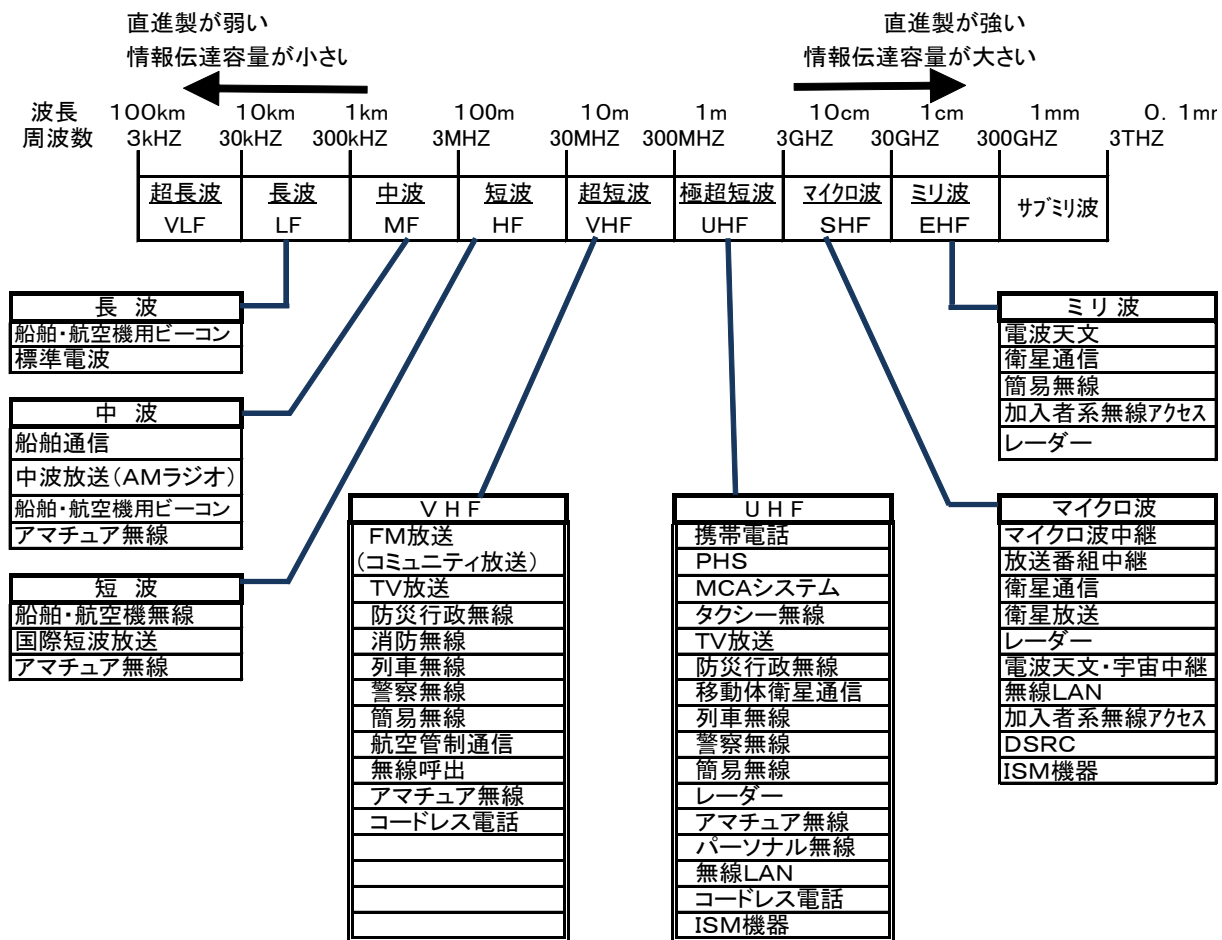 直進製が弱い
情報伝達容量が小さい
直進製が強い
情報伝達容量が大さい
波長 100km 10km 1km 100m 10m 1m 10cm 1cm 1mm 0.1mm
周波数 3kHZ 30kHZ 300kHZ 3MHZ 30MHZ 300MHZ 3GHZ 30GHZ 300GHZ 3THZ
超長波 長波 中波 短波 超短波 極超短波 マイクロ波 ミリ波 サブミリ波
VLF LF MF HF VHF UHF SHF EHF
長 波
船舶・航空機用ビーコン
標準電波
中 波
船舶通信
中波放送(AMラジオ)
船舶・航空機用ビーコン
アマチュア無線
短 波
船舶・航空機無線
国際短波放送
アマチュア無線
VHF
FM放送
(コミュニティ放送)
TV放送
防災行政無線
消防無線
列車無線
警察無線
簡易無線
航空管制通信
無線呼出
アマチュア無線
コードレス電話
UHF
携帯電話
PHS
MCAシステム
タクシー無線
TV放送
防災行政無線
移動体衛星通信
列車無線
警察無線
簡易無線
レーダー
アマチュア無線
パーソナル無線
無線LAN
コードレス電話
ISM機器
ミリ波
電波天文
衛星通信
簡易無線
加入者系無線アクセス
レーダー
マイクロ波
マイクロ波中継
放送番組中継
衛星通信
衛星放送
レーダー
電波天文・宇宙中継
無線LAN
加入者系無線アクセス
DSRC
ISM機器